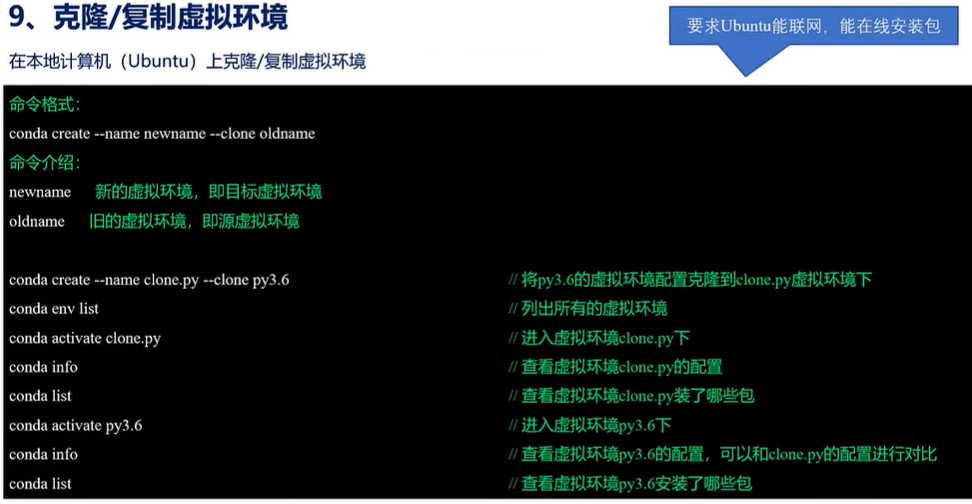 9、克隆/复制虚拟环境
要求Ubuntu能联网，能在线安装包
在本地计算机（Ubuntu）上克隆/复制虚拟环境
命令格式：
conda create --name newname --clone oldname
命令介绍：
newname 新的虚拟环境，即目标虚拟环境
oldname 旧的虚拟环境，即源虚拟环境
conda create --name clone.py --clone py3.6 // 将py3.6的虚拟环境配置克隆到clone.py虚拟环境下
conda env list // 列出所有的虚拟环境
conda activate clone.py // 进入虚拟环境clone.py下
conda info // 查看虚拟环境clone.py的配置
conda list // 查看虚拟环境clone.py装了哪些包
conda activate py3.6 // 进入虚拟环境py3.6下
conda info // 查看虚拟环境py3.6的配置，可以和clone.py的配置进行对比
conda list // 查看虚拟环境py3.6安装了哪些包